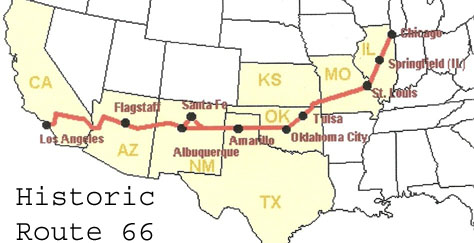 Chicago
IL
Springfield (IL)
CA
KS
MO
St. Louis
Flagstaff
Santa Fe
OK
Tulsa
Los Angeles
Amarillo
Oklahoma City
AZ
Albuquerque
NM
TX
Historic
Route 66